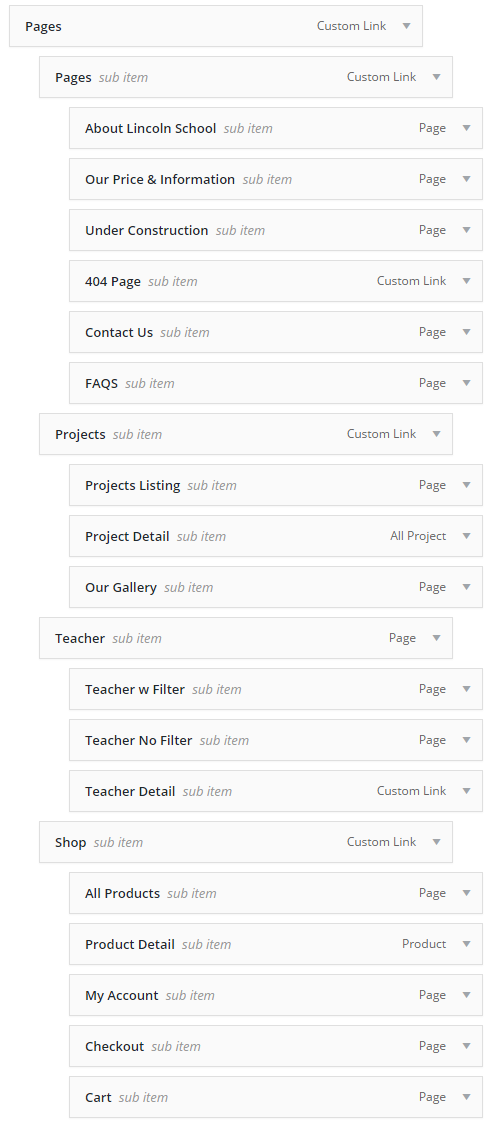 Pages Custom Link
Pages sub item Custom Link
About Lincoln School sub item Page
Our Price & Information sub item Page
Under Construction sub item Page
404 Page sub item Custom Link
Contact Us sub item Page
FAQS sub item Page
Projects sub item Custom Link
Projects Listing sub item Page
Project Detail sub item All Project
Our Gallery sub item Page
Teacher sub item Page
Teacher w Filter sub item Page
Teacher No Filter sub item Page
Teacher Detail sub item Custom Link
Shop sub item Custom Link
All Products sub item Page
Product Detail sub item Product
My Account sub item Page
Checkout sub item Page
Cart sub item Page